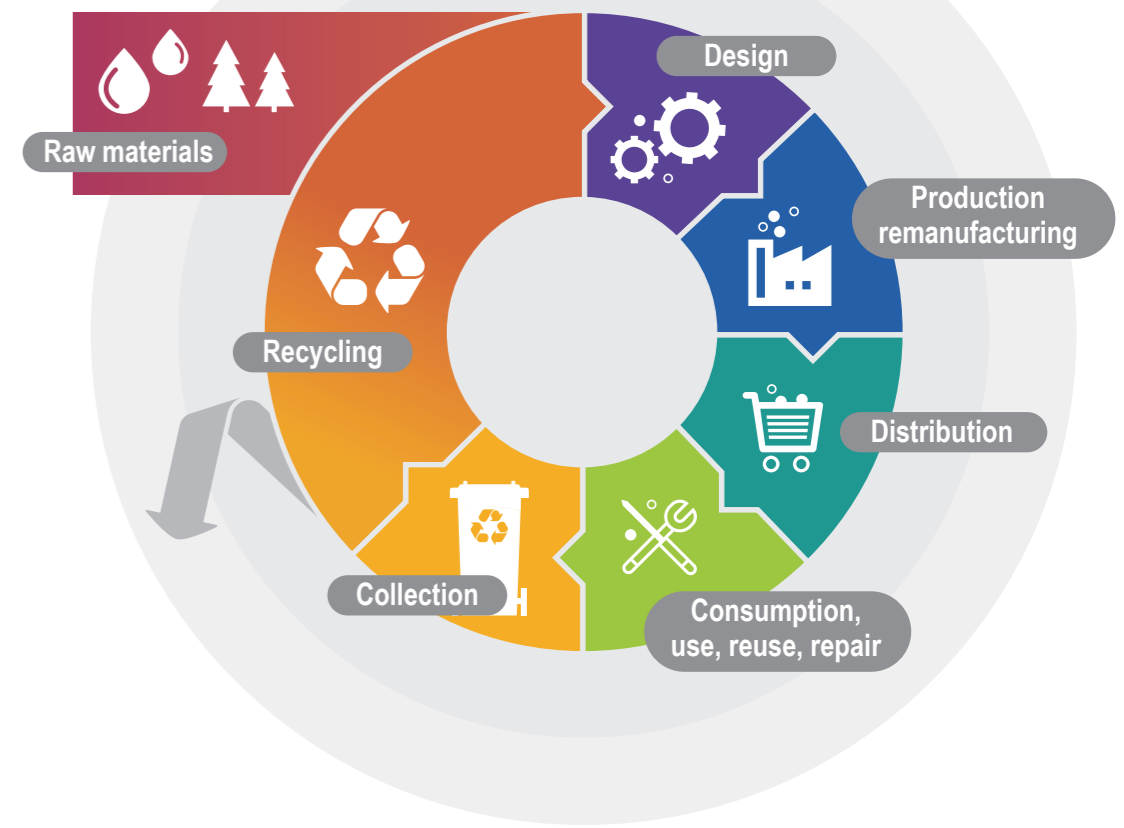 Design
Raw materials
Production
remanufacturing
Recycling
Distribution
Collection
H
Consumption,
use, reuse, repair